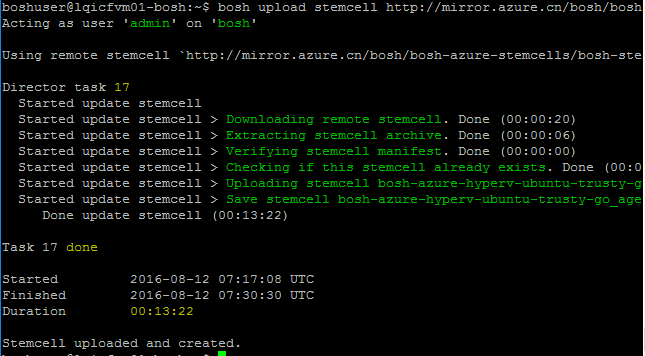 boshuser@lqicfvm01-bosh:~$ bosh upload stemcell http://mirror.azure.cn/bosh/bosh
Acting as user 'admin' on 'bosh'
Using remote stemcell `http://mirror.azure.cn/bosh/bosh-azure-stemcells/bosh-ste
Director task 17
Started update stemcell
Started update stemcell > Downloading remote stemcell. Done (00:00:20)
Started update stemcell > Extracting stemcell archive. Done (00:00:06)
Started update stemcell > Verifying stemcell manifest. Done (00:00:00)
Started update stemcell > Checking if this stemcell already exists. Done (00:0
Started update stemcell > Uploading stemcell bosh-azure-hyperv-ubuntu-trusty-g
Started update stemcell > Save stemcell bosh-azure-hyperv-ubuntu-trusty-go_age
Done update stemcell (00:13:22)
Task 17 done
Started 2016-08-12 07:17:08 UTC
Finished 2016-08-12 07:30:30 UTC
Duration 00:13:22
Stemcell uploaded and created.